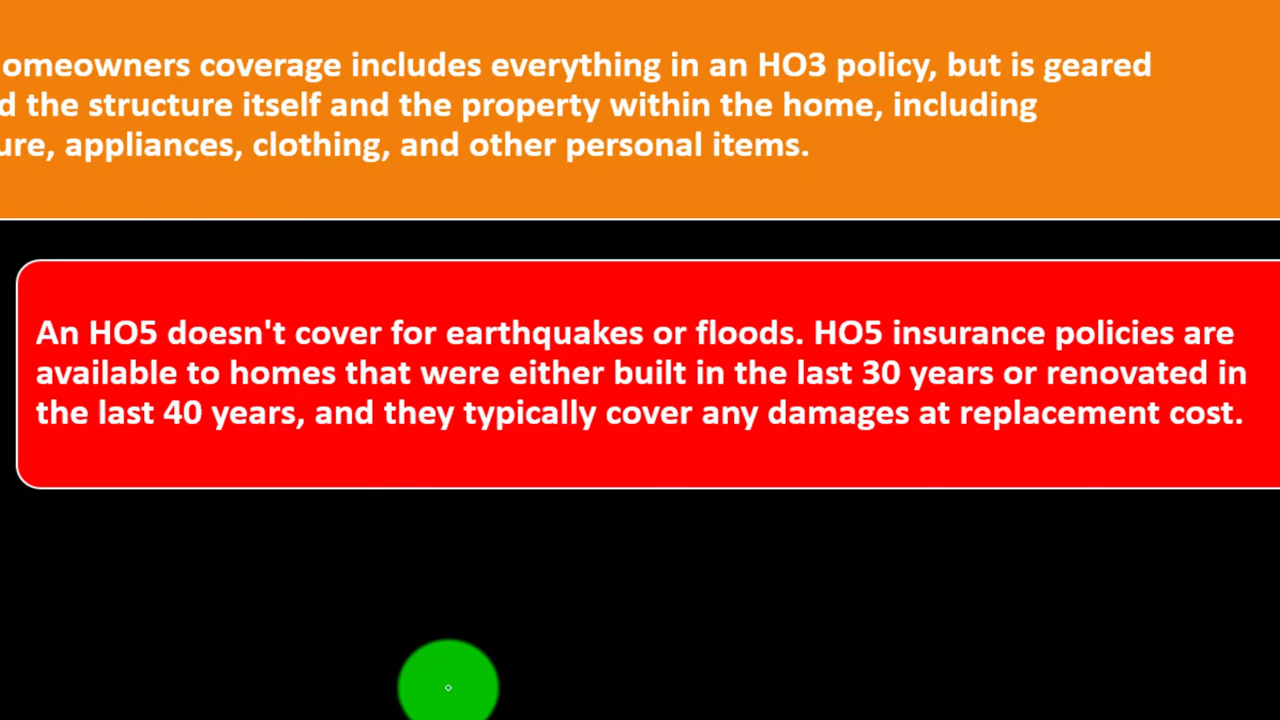 omeowners coverage includes everything in an HO3 policy, but is geared
d the structure itself and the property within the home, including
ure, appliances, clothing, and other personal items.
An HO5 doesn't cover for earthquakes or floods. HO5 insurance policies are
available to homes that were either built in the last 30 years or renovated in
the last 40 years, and they typically cover any damages at replacement cost.